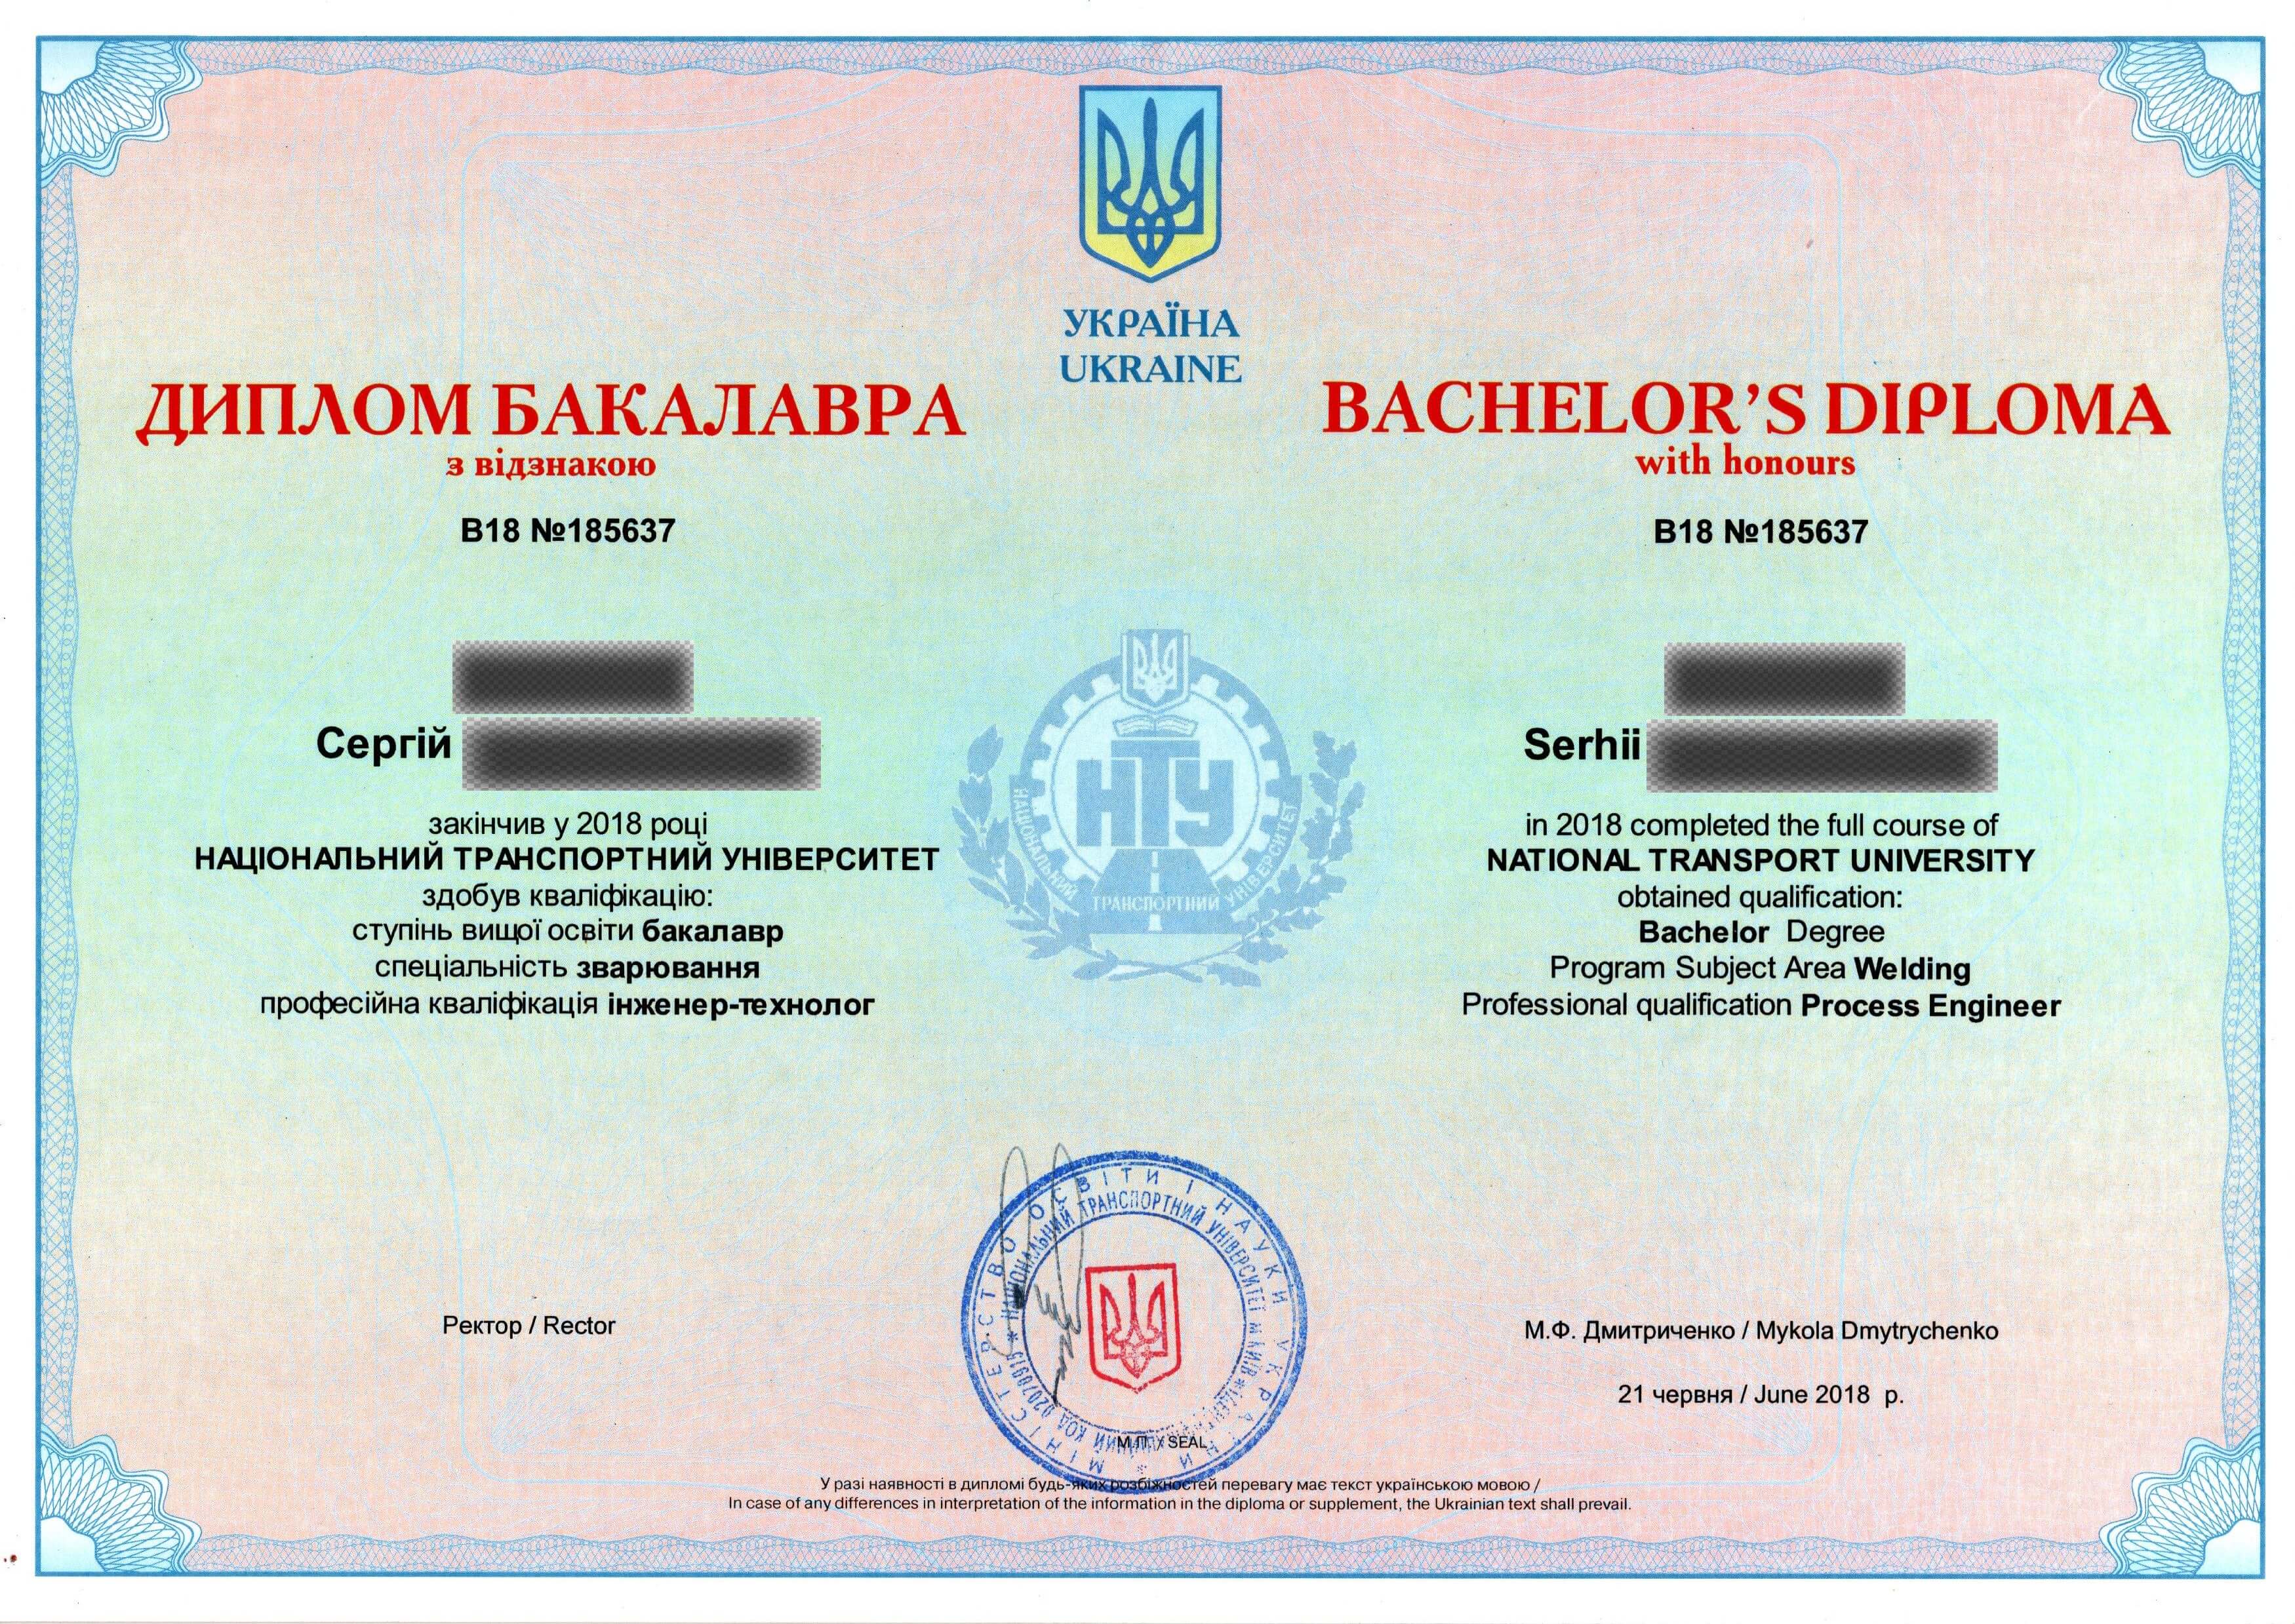 УКРАЇНА
UKRAINE
ДИПЛОМ БАКАЛАВРА
з відзнакою
B18 №185637
Сергій
закінчив у 2018 році
НАЦІОНАЛЬНИЙ ТРАНСПОРТНИЙ УНІВЕРСИТЕТ
здобув кваліфікацію:
ступінь вищої освіти бакалавр
спеціальність зварювання
професійна кваліфікація інженер-технолог
BACHELOR’S DIPLOMA
with honours
B18 №185637
Serhii
in 2018 completed the full course of
NATIONAL TRANSPORT UNIVERSITY
obtained qualification:
Bachelor Degree
Program Subject Area Welding
Professional qualification Process Engineer
НТУ
НАЦІОНАЛЬНИЙ ТРАНСПОРТНИЙ УНІВЕРСИТЕТ
Ректор / Rector
МІНІСТЕРСТВО ОСВІТИ І НАУКИ УКРАЇНИ
НАЦІОНАЛЬНИЙ ТРАНСПОРТНИЙ УНІВЕРСИТЕТ м. КИЇВ
КОД 02070915
М.П. / SEAL
М.Ф. Дмитриченко / Mykola Dmytrychenko
21 червня / June 2018 р.
У разі наявності в дипломі будь-яких розбіжностей перевагу має текст українською мовою /
In case of any differences in interpretation of the information in the diploma or supplement, the Ukrainian text shall prevail.